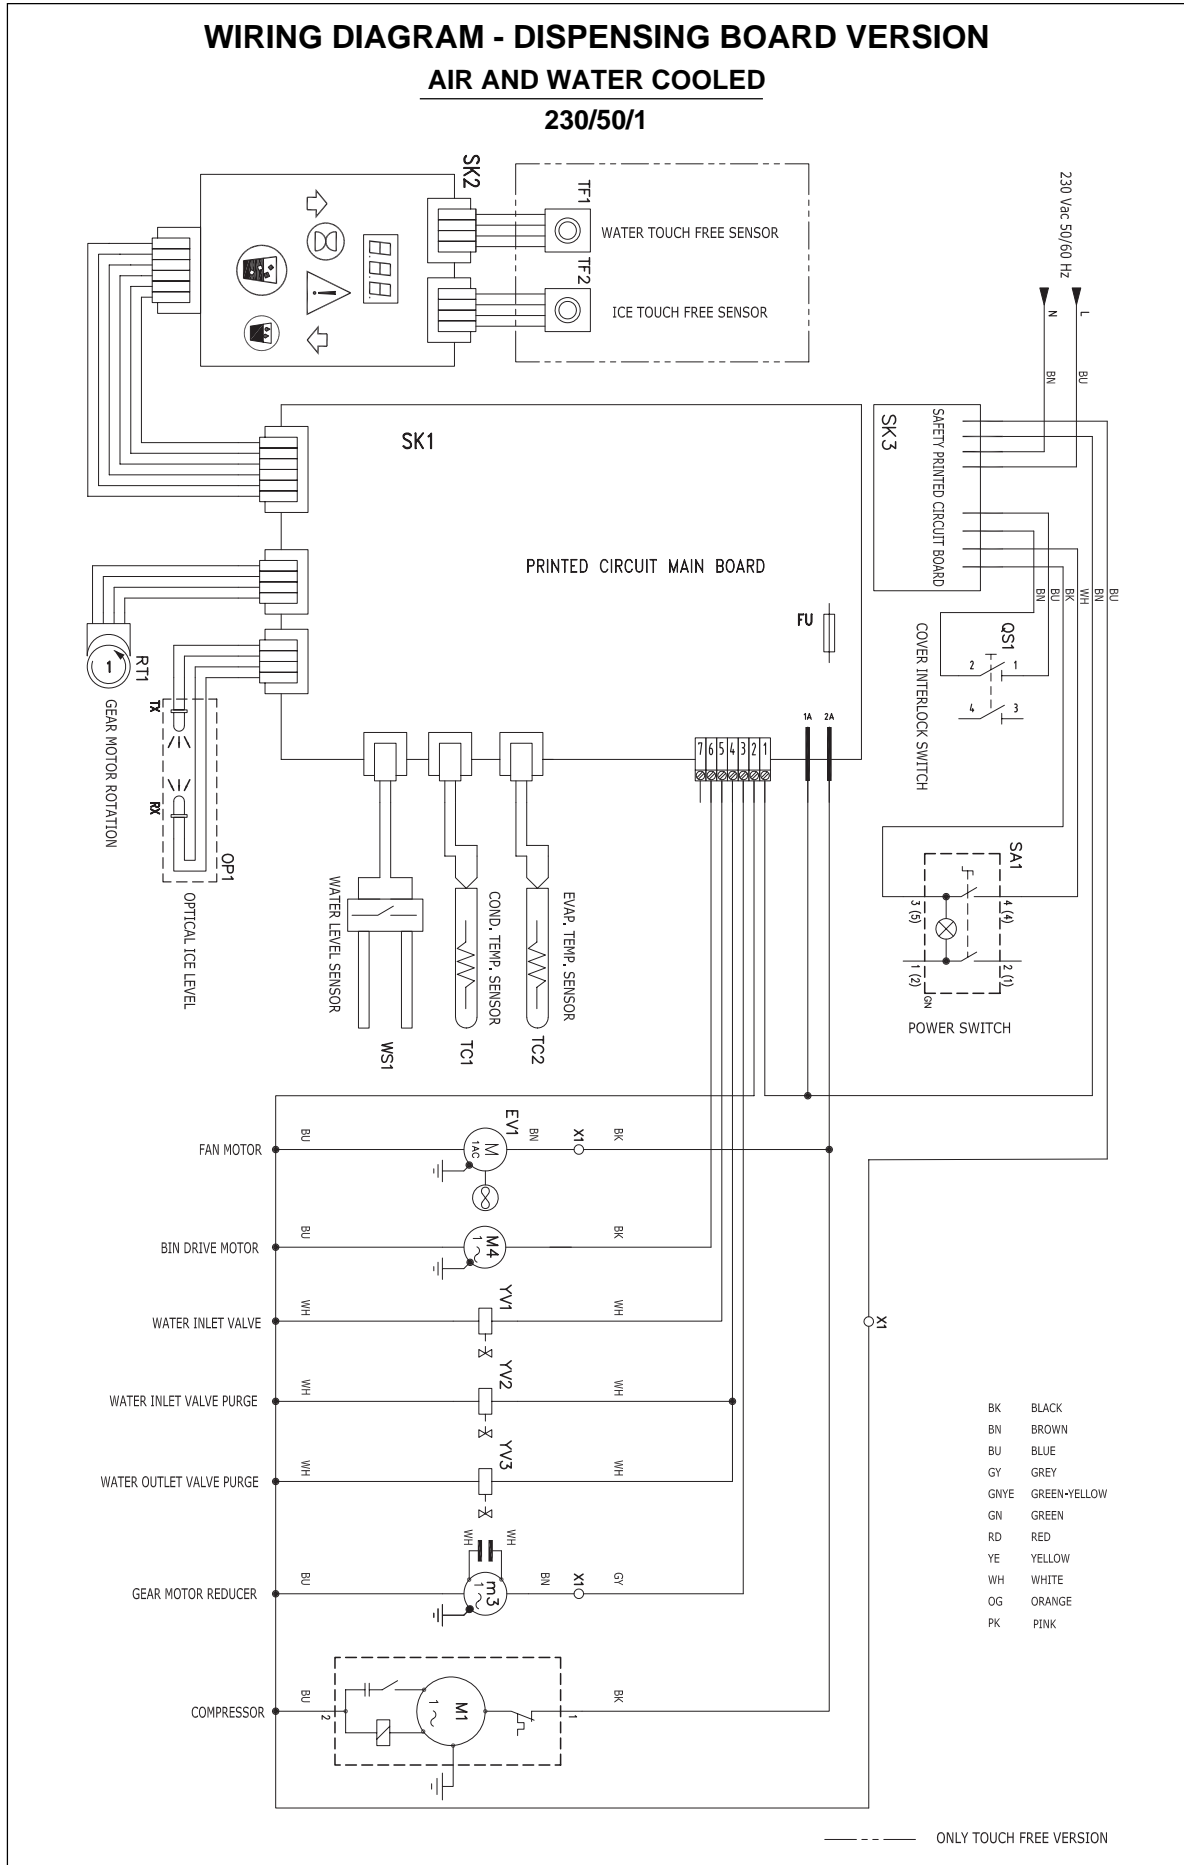 WIRING DIAGRAM - DISPENSING BOARD VERSION
AIR AND WATER COOLED
230/50/1
SK2
TF1
WATER TOUCH FREE SENSOR
TF2
ICE TOUCH FREE SENSOR
230 Vac 50/60 Hz
N
L
BN
BU
SK1
PRINTED CIRCUIT MAIN BOARD
FU
SK3
SAFETY PRINTED CIRCUIT BOARD
BN
BU
BK
WH
BN
BU
QS1
2
1
4
3
COVER INTERLOCK SWITCH
RT1
1
GEAR MOTOR ROTATION
TX
RX
OP1
OPTICAL ICE LEVEL
7
6
5
4
3
2
1
1A
2A
SA1
3 (5)
4 (4)
1 (2)
2 (1)
GN
POWER SWITCH
WATER LEVEL SENSOR
WS1
COND. TEMP. SENSOR
TC1
EVAP. TEMP. SENSOR
TC2
FAN MOTOR
BU
EV1
M
1AC
BN
X1
BK
BIN DRIVE MOTOR
BU
M4
1
BK
WATER INLET VALVE
WH
YV1
WH
X1
WATER INLET VALVE PURGE
WH
YV2
WH
WATER OUTLET VALVE PURGE
WH
YV3
WH
GEAR MOTOR REDUCER
BU
WH
WH
m3
1
BN
X1
GY
COMPRESSOR
BU
2
M1
1
1
BK
BK BLACK
BN BROWN
BU BLUE
GY GREY
GNYE GREEN-YELLOW
GN GREEN
RD RED
YE YELLOW
WH WHITE
OG ORANGE
PK PINK
ONLY TOUCH FREE VERSION